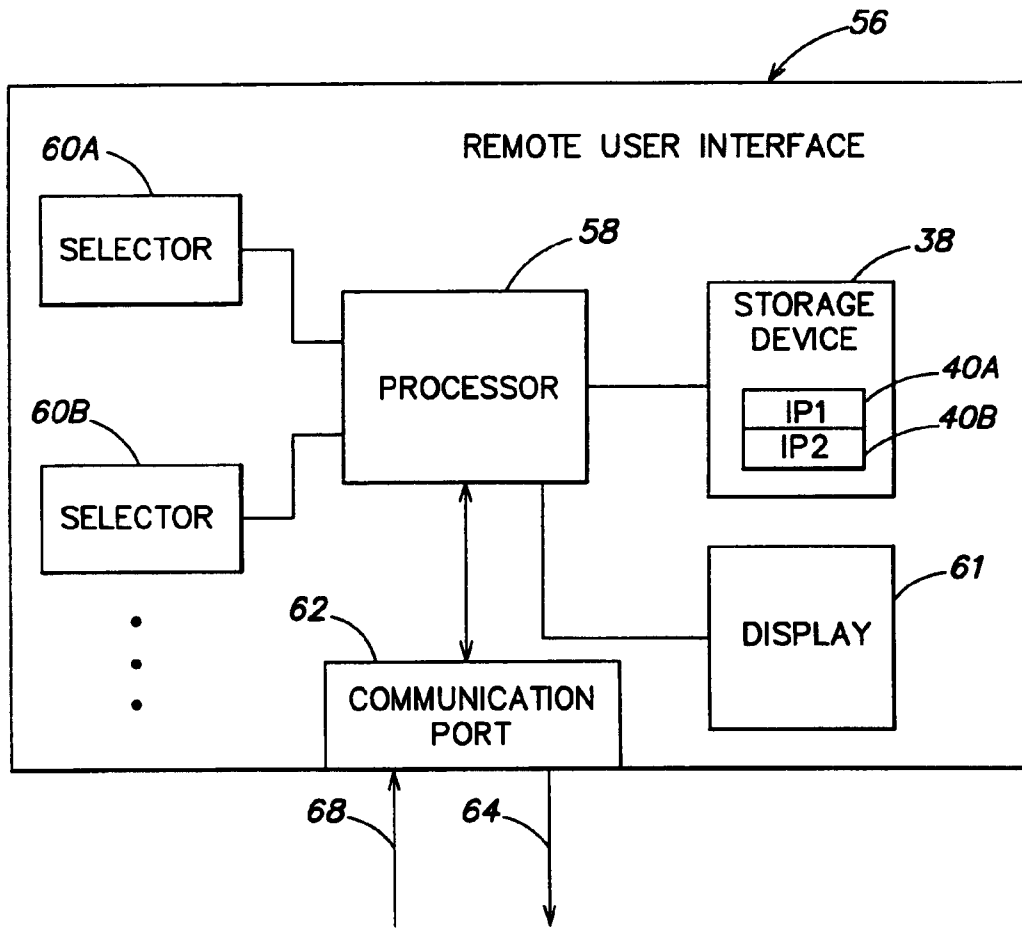 56
REMOTE USER INTERFACE
60A
SELECTOR
58
PROCESSOR
38
STORAGE
DEVICE
40A
IP1
40B
IP2
60B
SELECTOR
61
DISPLAY
62
COMMUNICATION
PORT
68
64